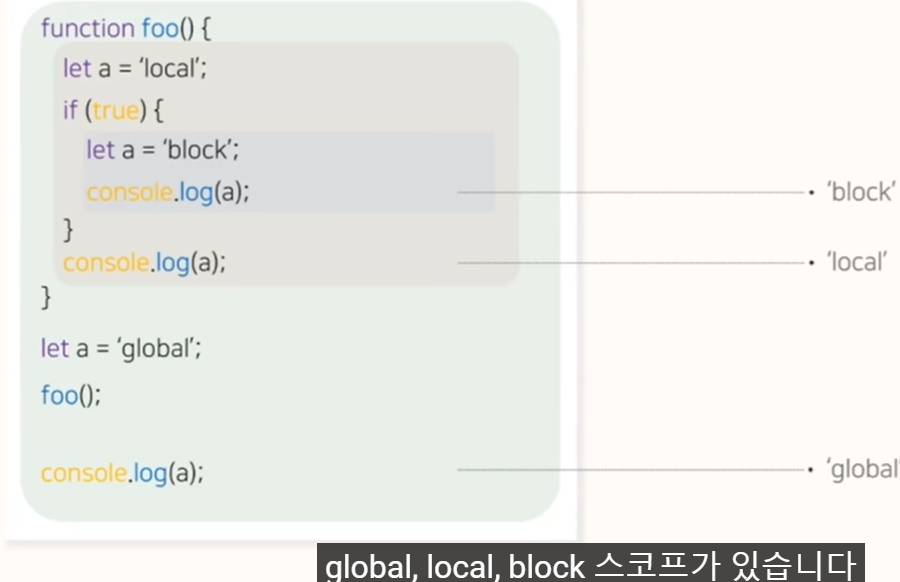 function foo() {
let a = ‘local’;
if (true) {
let a = ‘block’;
console.log(a);
‘block’
}
console.log(a);
‘local’
}
let a = ‘global’;
foo();
console.log(a);
‘global’
global, local, block 스코프가 있습니다